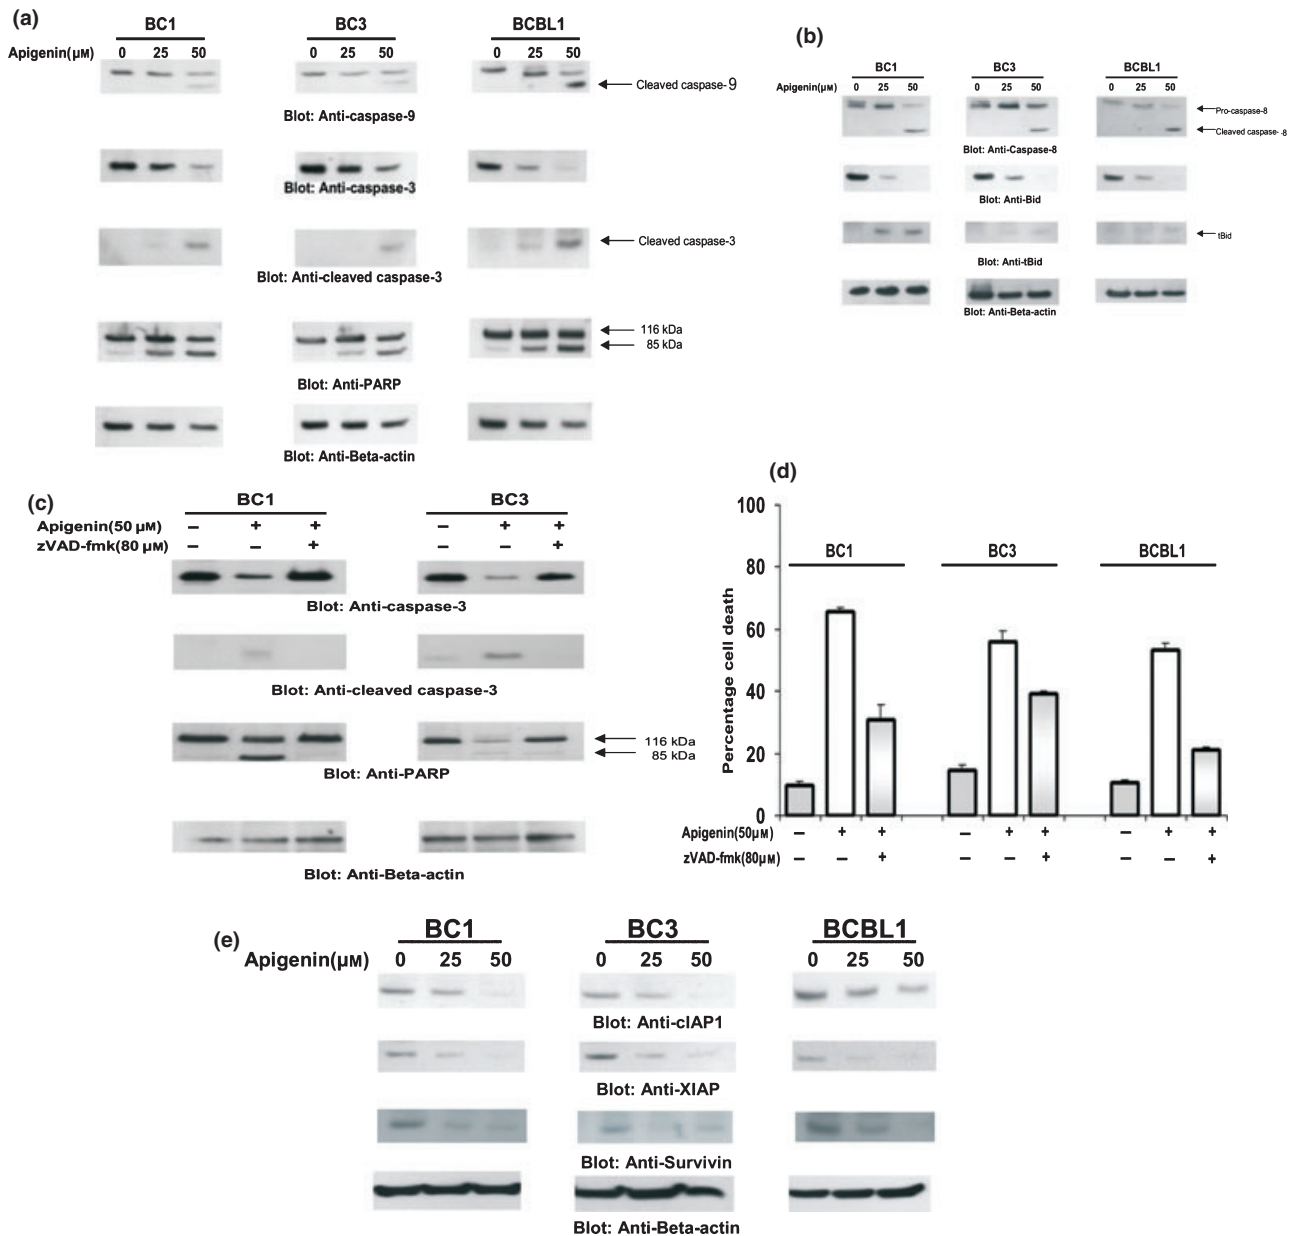 (a)
BC1 BC3 BCBL1
Apigenin(µM) 0 25 50 0 25 50 0 25 50
Cleaved caspase-9
Blot: Anti-caspase-9
Blot: Anti-caspase-3
Cleaved caspase-3
Blot: Anti-cleaved caspase-3
116 kDa
85 kDa
Blot: Anti-PARP
Blot: Anti-Beta-actin
(b)
BC1 BC3 BCBL1
Apigenin(µM) 0 25 50 0 25 50 0 25 50
Pro-caspase-8
Cleaved caspase- -8
Blot: Anti-Caspase-8
Blot: Anti-Bid
tBid
Blot: Anti-tBid
Blot: Anti-Beta-actin
(c)
BC1 BC3
Apigenin(50 µM) – + + – + +
zVAD-fmk(80 µM) – – + – – +
Blot: Anti-caspase-3
Blot: Anti-cleaved caspase-3
116 kDa
85 kDa
Blot: Anti-PARP
Blot: Anti-Beta-actin
(d)
100
80
60
40
20
0
Percentage cell death
BC1 BC3 BCBL1
Apigenin(50µM) – + + – + + – + +
zVAD-fmk(80µM) – – + – – + – – +
(e)
BC1 BC3 BCBL1
Apigenin(µM) 0 25 50 0 25 50 0 25 50
Blot: Anti-cIAP1
Blot: Anti-XIAP
Blot: Anti-Survivin
Blot: Anti-Beta-actin